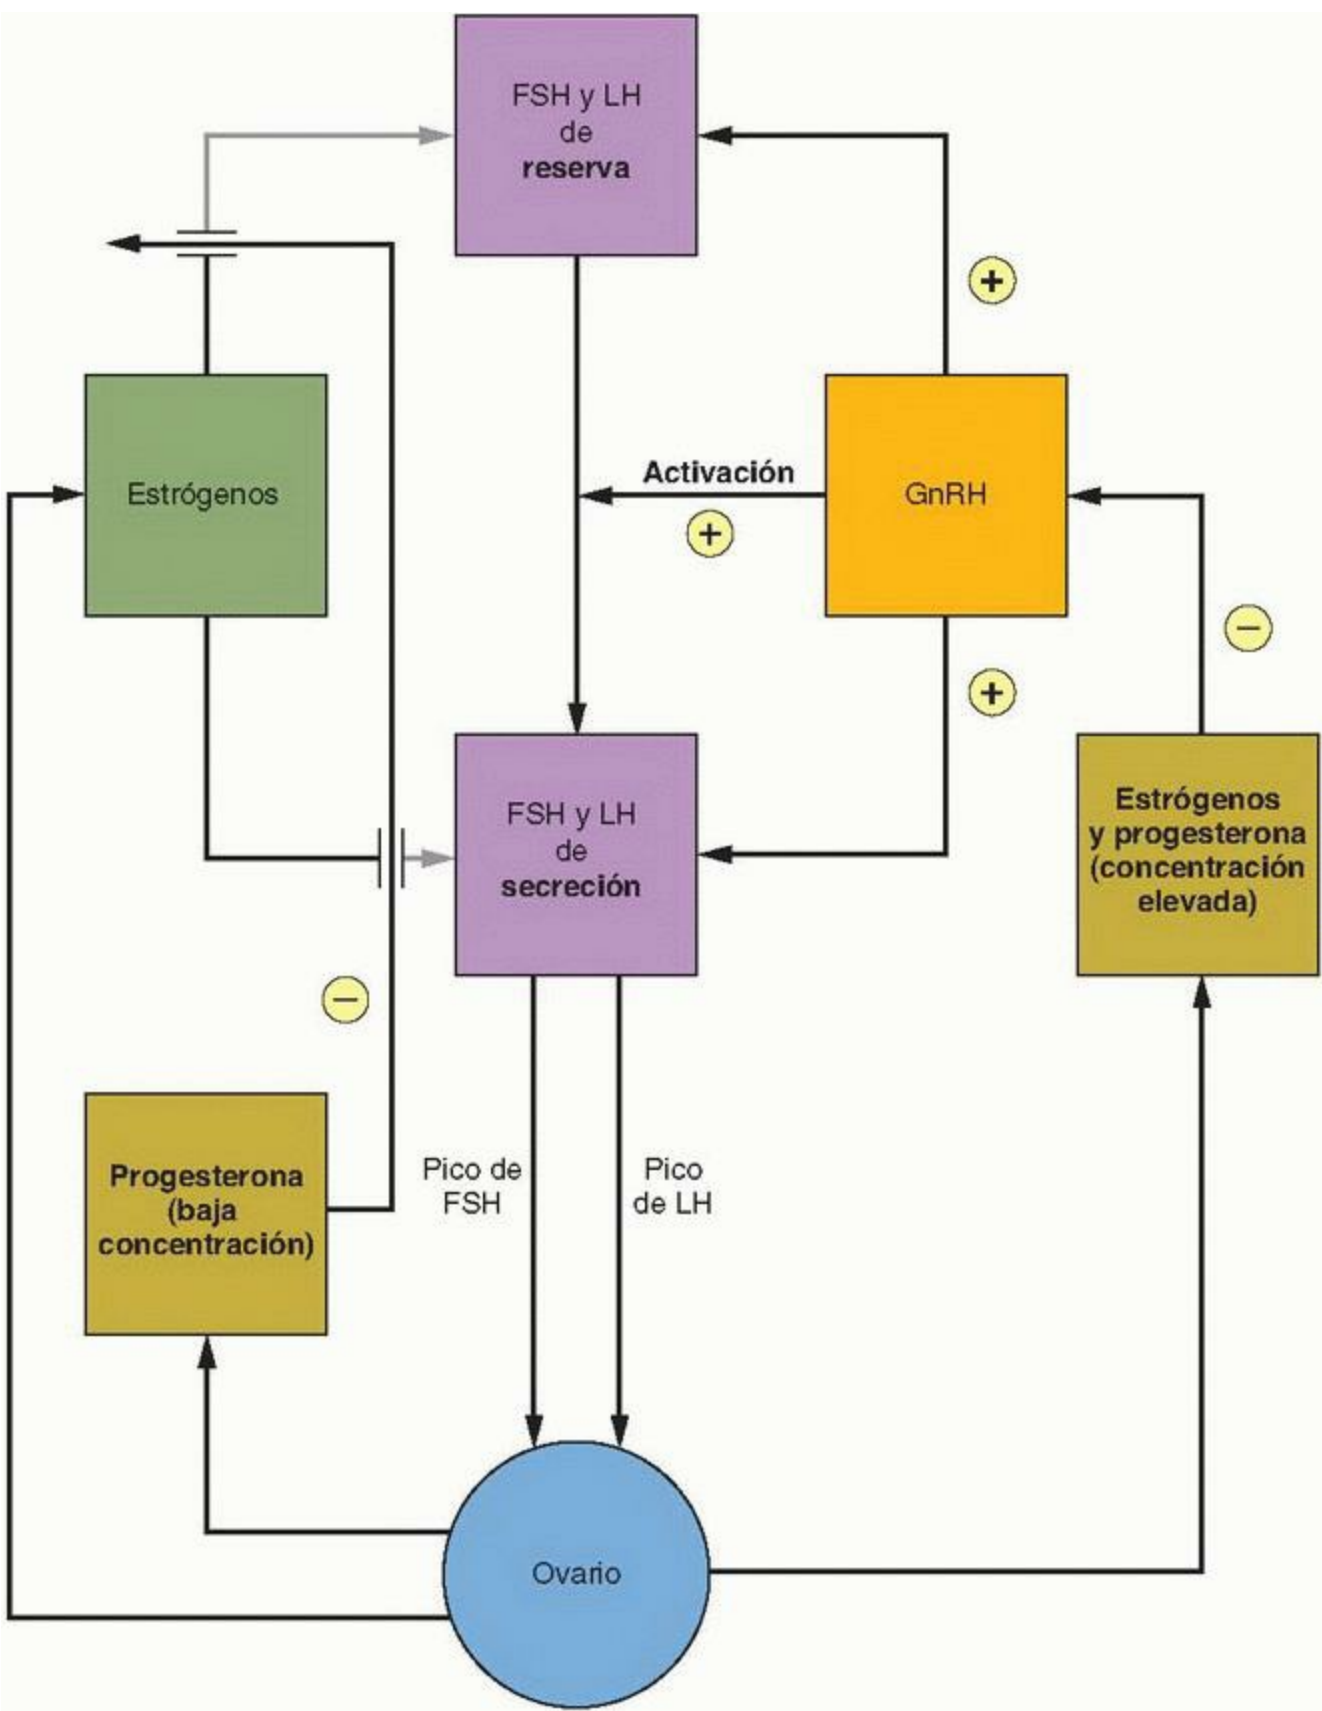 FSH y LH
de
reserva
+
Activación
+
Estrógenos
GnRH
−
+
FSH y LH
de
secreción
Estrógenos
y progesterona
(concentración
elevada)
−
Progesterona
(baja
concentración)
Pico de
FSH
Pico
de LH
Ovario